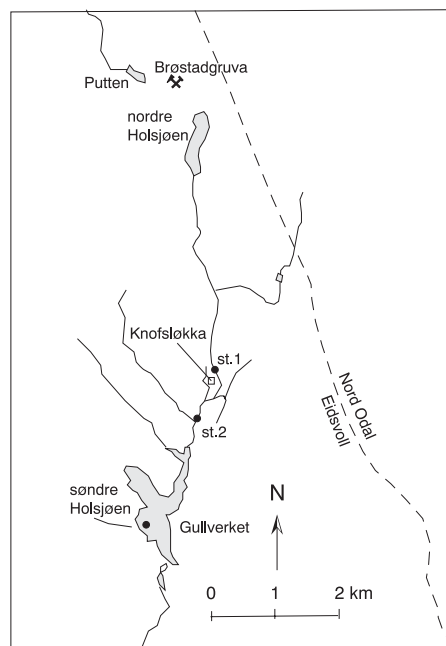 Brøstadgruva
Putten
nordre
Holsjøen
Knofsløkka
st.1
st.2
Nord Odal
Eidsvoll
søndre
Holsjøen
Gullverket
N
0 1 2 km